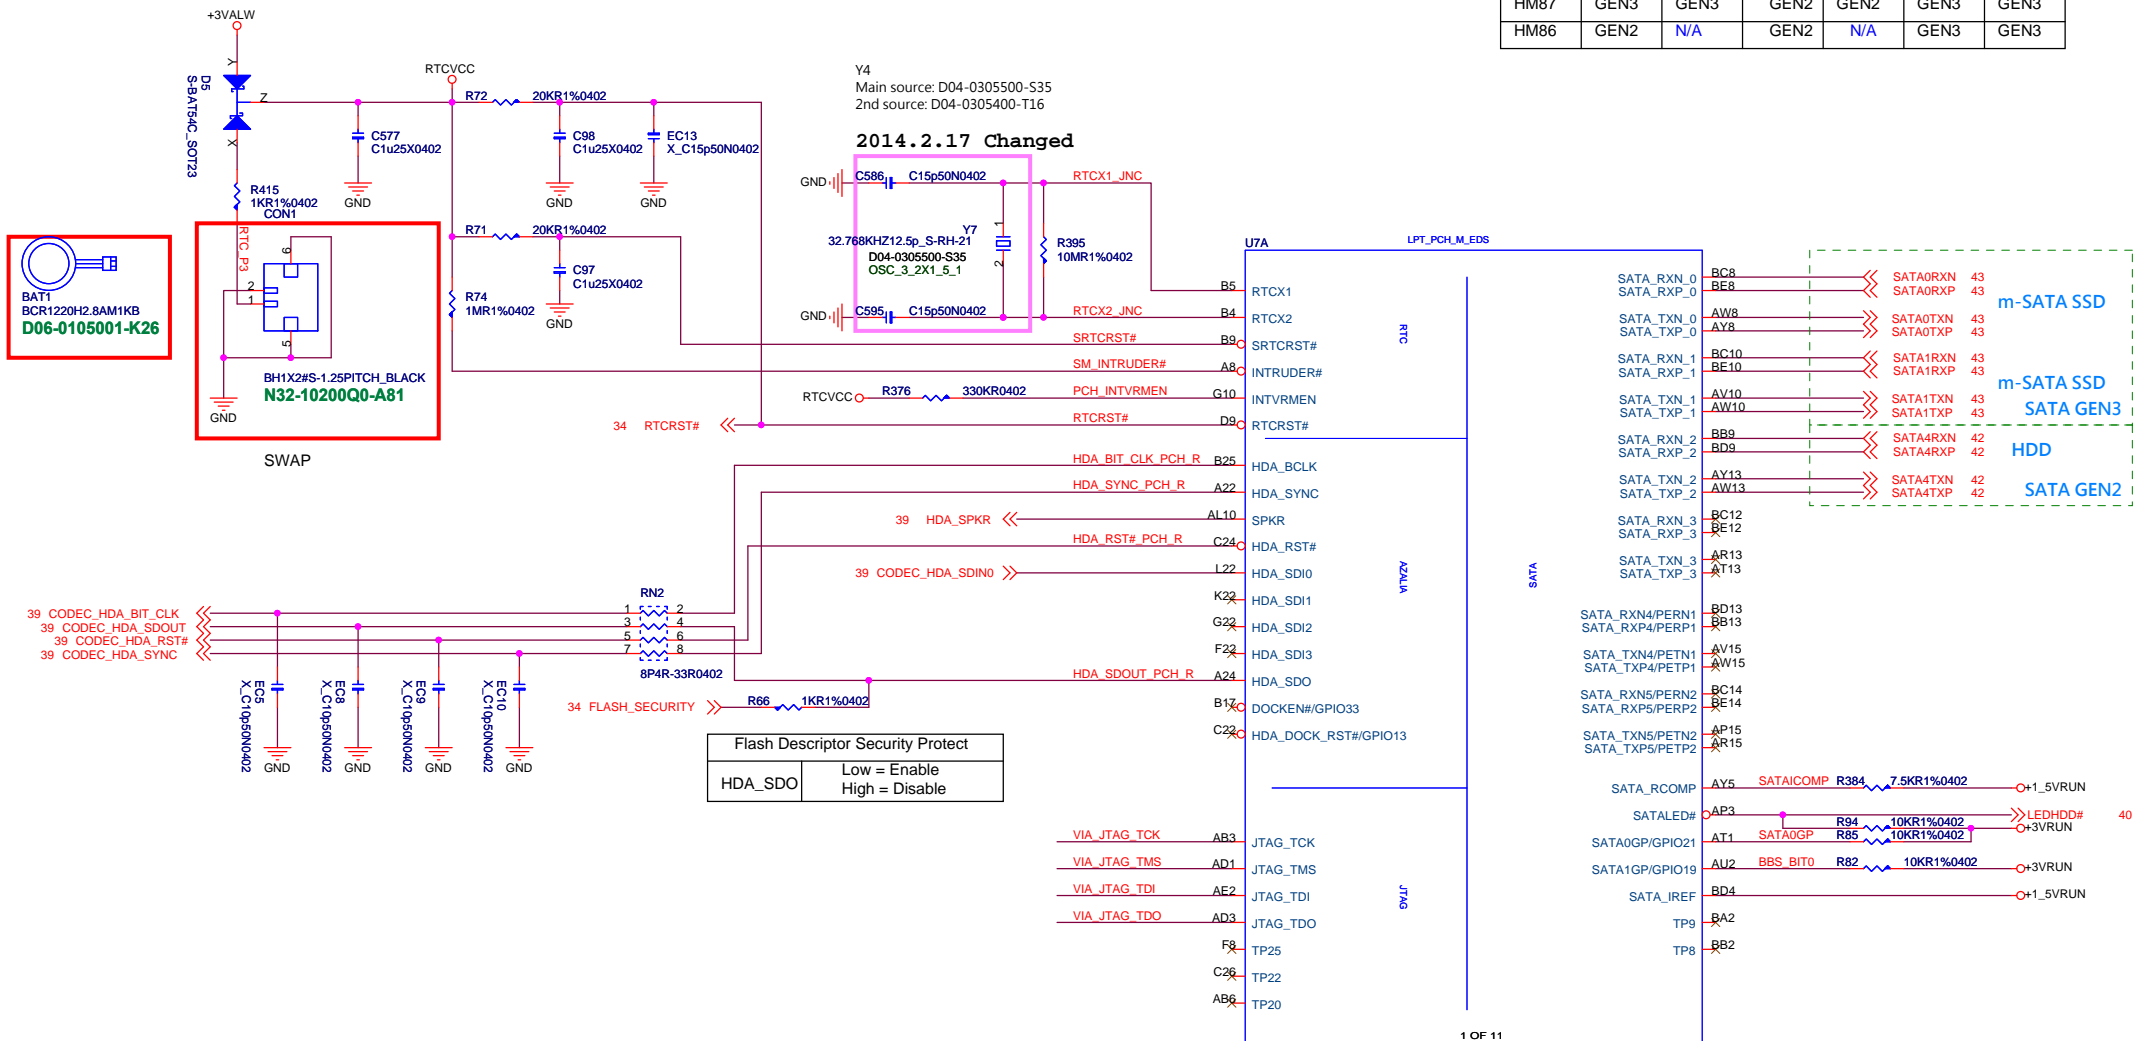 HM87 GEN3 GEN3 GEN2 GEN2 GEN3 GEN3
HM86 GEN2 N/A GEN2 N/A GEN3 GEN3
+3VALW
Y
D5
S-BAT54C_SOT23
Z
X
RTCVCC
R72 20KR1%0402
C577
C1u25X0402
GND
C98
C1u25X0402
GND
EC13
X_C15p50N0402
GND
R415
1KR1%0402
CON1
RTC_P3
6
2
1
5
BH1X2#S-1.25PITCH_BLACK
N32-10200Q0-A81
GND
SWAP
BAT1
BCR1220H2.8AM1KB
D06-0105001-K26
R71 20KR1%0402
C97
C1u25X0402
GND
R74
1MR1%0402
Y4
Main source: D04-0305500-S35
2nd source: D04-0305400-T16
2014.2.17 Changed
GND C586 C15p50N0402 RTCX1_JNC
Y7
32.768KHZ12.5p_S-RH-21
D04-0305500-S35
OSC_3_2X1_5_1
1
2
R395
10MR1%0402
GND C595 C15p50N0402 RTCX2_JNC
SRTCRST#
SM_INTRUDER#
RTCVCC R376 330KR0402 PCH_INTVRMEN
34 RTCRST# RTCRST#
HDA_BIT_CLK_PCH_R
HDA_SYNC_PCH_R
39 HDA_SPKR
HDA_RST#_PCH_R
39 CODEC_HDA_SDIN0
HDA_SDOUT_PCH_R
39 CODEC_HDA_BIT_CLK
39 CODEC_HDA_SDOUT
39 CODEC_HDA_RST#
39 CODEC_HDA_SYNC
RN2
1 2
3 4
5 6
7 8
8P4R-33R0402
EC5
X_C10p50N0402
GND
EC8
X_C10p50N0402
GND
EC9
X_C10p50N0402
GND
EC10
X_C10p50N0402
GND
34 FLASH_SECURITY R66 1KR1%0402
Flash Descriptor Security Protect
HDA_SDO
Low = Enable
High = Disable
VIA_JTAG_TCK
VIA_JTAG_TMS
VIA_JTAG_TDI
VIA_JTAG_TDO
U7A
LPT_PCH_M_EDS
B5 RTCX1
B4 RTCX2
B9 SRTCRST#
A8 INTRUDER#
G10 INTVRMEN
D9 RTCRST#
B25 HDA_BCLK
A22 HDA_SYNC
AL10 SPKR
C24 HDA_RST#
L22 HDA_SDI0
K22 HDA_SDI1
G22 HDA_SDI2
F22 HDA_SDI3
A24 HDA_SDO
B17 DOCKEN#/GPIO33
C22 HDA_DOCK_RST#/GPIO13
AB3 JTAG_TCK
AD1 JTAG_TMS
AE2 JTAG_TDI
AD3 JTAG_TDO
F8 TP25
C26 TP22
AB6 TP20
RTC
AZALIA
JTAG
SATA
SATA_RXN_0 BC8 SATA0RXN 43
SATA_RXP_0 BE8 SATA0RXP 43
m-SATA SSD
SATA_TXN_0 AW8 SATA0TXN 43
SATA_TXP_0 AY8 SATA0TXP 43
SATA_RXN_1 BC10 SATA1RXN 43
SATA_RXP_1 BE10 SATA1RXP 43
m-SATA SSD
SATA_TXN_1 AV10 SATA1TXN 43
SATA_TXP_1 AW10 SATA1TXP 43
SATA GEN3
SATA_RXN_2 BB9 SATA4RXN 42
SATA_RXP_2 BD9 SATA4RXP 42
HDD
SATA_TXN_2 AY13 SATA4TXN 42
SATA_TXP_2 AW13 SATA4TXP 42
SATA GEN2
SATA_RXN_3 BC12
SATA_RXP_3 BE12
SATA_TXN_3 AR13
SATA_TXP_3 AT13
SATA_RXN4/PERN1 BD13
SATA_RXP4/PERP1 BB13
SATA_TXN4/PETN1 AV15
SATA_TXP4/PETP1 AW15
SATA_RXN5/PERN2 BC14
SATA_RXP5/PERP2 BE14
SATA_TXN5/PETN2 AP15
SATA_TXP5/PETP2 AR15
SATA_RCOMP AY5 SATAICOMP R384 7.5KR1%0402 +1_5VRUN
SATALED# AP3 LEDHDD# 40
R94 10KR1%0402 +3VRUN
SATA0GP/GPIO21 AT1 SATA0GP R85 10KR1%0402
SATA1GP/GPIO19 AU2 BBS_BIT0 R82 10KR1%0402 +3VRUN
SATA_IREF BD4 +1_5VRUN
TP9 BA2
TP8 BB2
1 OF 11